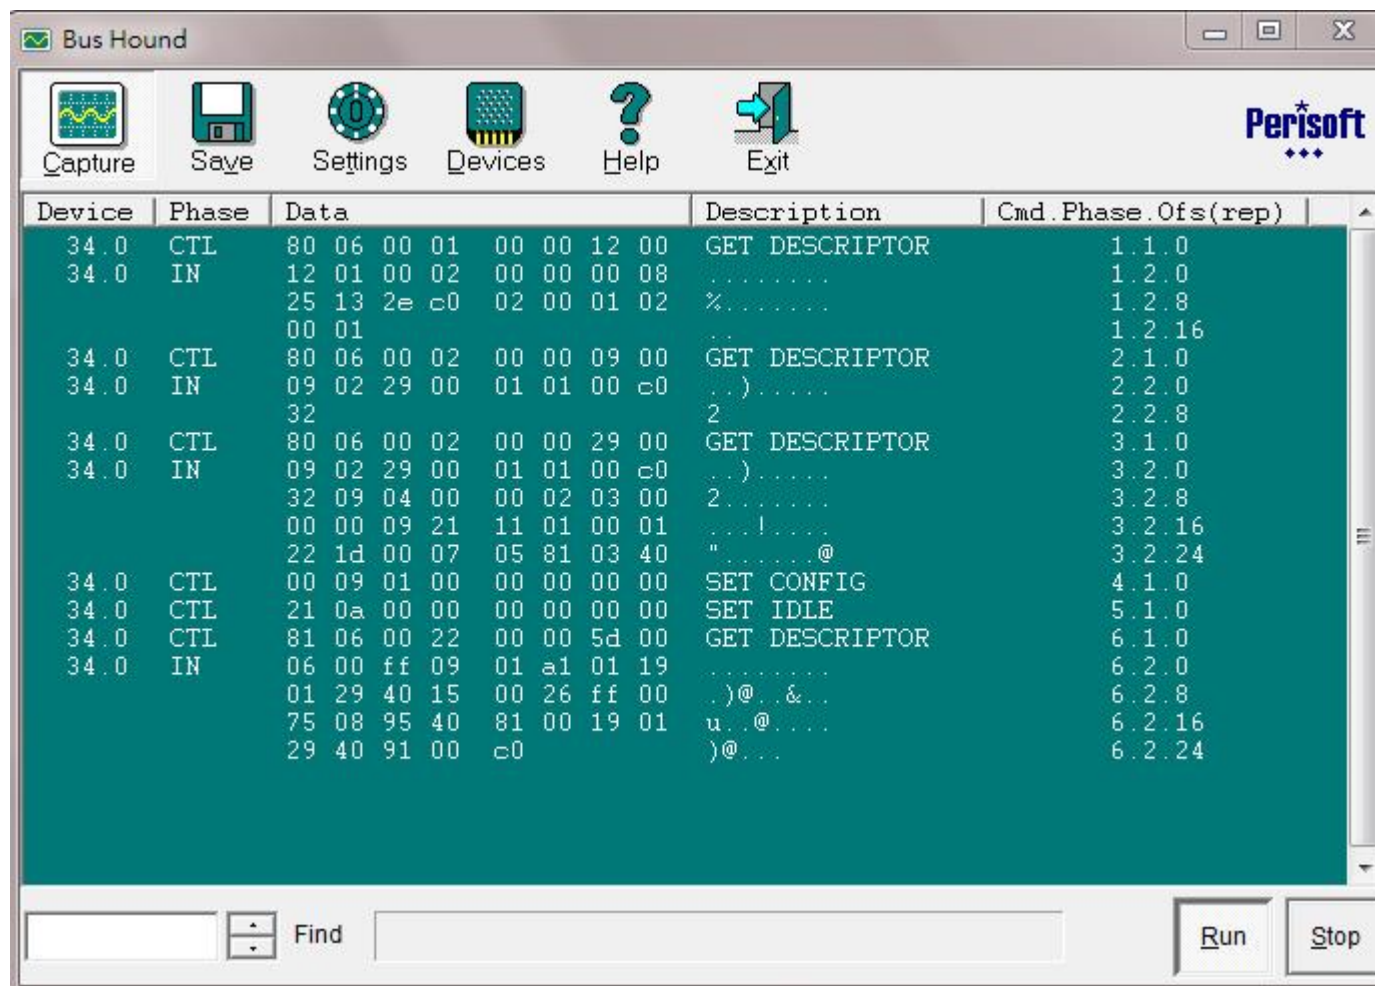 Bus Hound
Capture Save Settings Devices Help Exit Perisoft
Device Phase Data Description Cmd.Phase.Ofs(rep)
34.0 CTL 80 06 00 01 00 00 12 00 GET DESCRIPTOR 1.1.0
34.0 IN 12 01 00 02 00 00 00 08 ........ 1.2.0
25 13 2e c0 02 00 01 02 %....... 1.2.8
00 01 .. 1.2.16
34.0 CTL 80 06 00 02 00 00 09 00 GET DESCRIPTOR 2.1.0
34.0 IN 09 02 29 00 01 01 00 c0 ..)..... 2.2.0
32 2 2.2.8
34.0 CTL 80 06 00 02 00 00 29 00 GET DESCRIPTOR 3.1.0
34.0 IN 09 02 29 00 01 01 00 c0 ..)..... 3.2.0
32 09 04 00 00 02 03 00 2....... 3.2.8
00 00 09 21 11 01 00 01 ...!.... 3.2.16
22 1d 00 07 05 81 03 40 "......@ 3.2.24
34.0 CTL 00 09 01 00 00 00 00 00 SET CONFIG 4.1.0
34.0 CTL 21 0a 00 00 00 00 00 00 SET IDLE 5.1.0
34.0 CTL 81 06 00 22 00 00 5d 00 GET DESCRIPTOR 6.1.0
34.0 IN 06 00 ff 09 01 a1 01 19 ........ 6.2.0
01 29 40 15 00 26 ff 00 .)@..&.. 6.2.8
75 08 95 40 81 00 19 01 u..@.... 6.2.16
29 40 91 00 c0 )@... 6.2.24
Find Run Stop